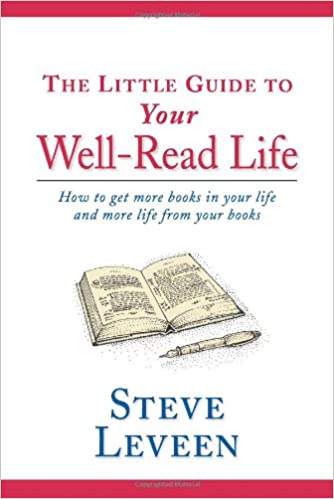 THE LITTLE GUIDE TO
Your
WELL-READ LIFE
How to get more books in your life
and more life from your books
STEVE
LEVEEN